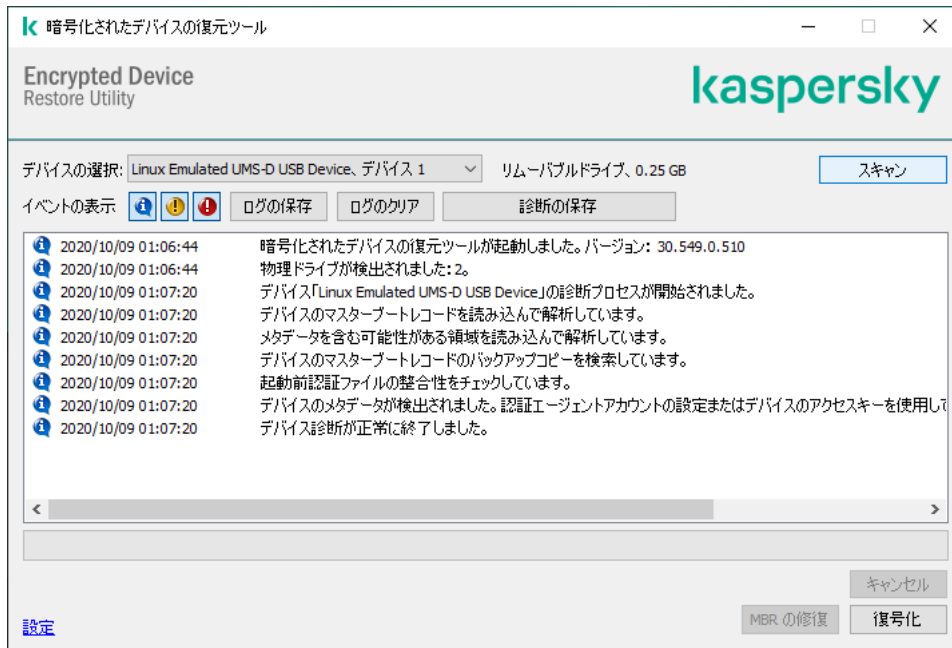 暗号化されたデバイスの復元ツール
Encrypted Device
Restore Utility
kaspersky
デバイスの選択: Linux Emulated UMS-D USB Device、デバイス 1 リムーバブルドライブ、0.25 GB スキャン
イベントの表示 ログの保存 ログのクリア 診断の保存
2020/10/09 01:06:44 暗号化されたデバイスの復元ツールが起動しました。バージョン: 30.549.0.510
2020/10/09 01:06:44 物理ドライブが検出されました:2。
2020/10/09 01:07:20 デバイス「Linux Emulated UMS-D USB Device」の診断プロセスが開始されました。
2020/10/09 01:07:20 デバイスのマスターブートレコードを読み込んで解析しています。
2020/10/09 01:07:20 メタデータを含む可能性がある領域を読み込んで解析しています。
2020/10/09 01:07:20 デバイスのマスターブートレコードのバックアップコピーを検索しています。
2020/10/09 01:07:20 起動前認証ファイルの整合性をチェックしています。
2020/10/09 01:07:20 デバイスのメタデータが検出されました。認証エージェントアカウントの設定またはデバイスのアクセスキーを使用して
2020/10/09 01:07:20 デバイス診断が正常に終了しました。
キャンセル
設定 MBR の修復 復号化